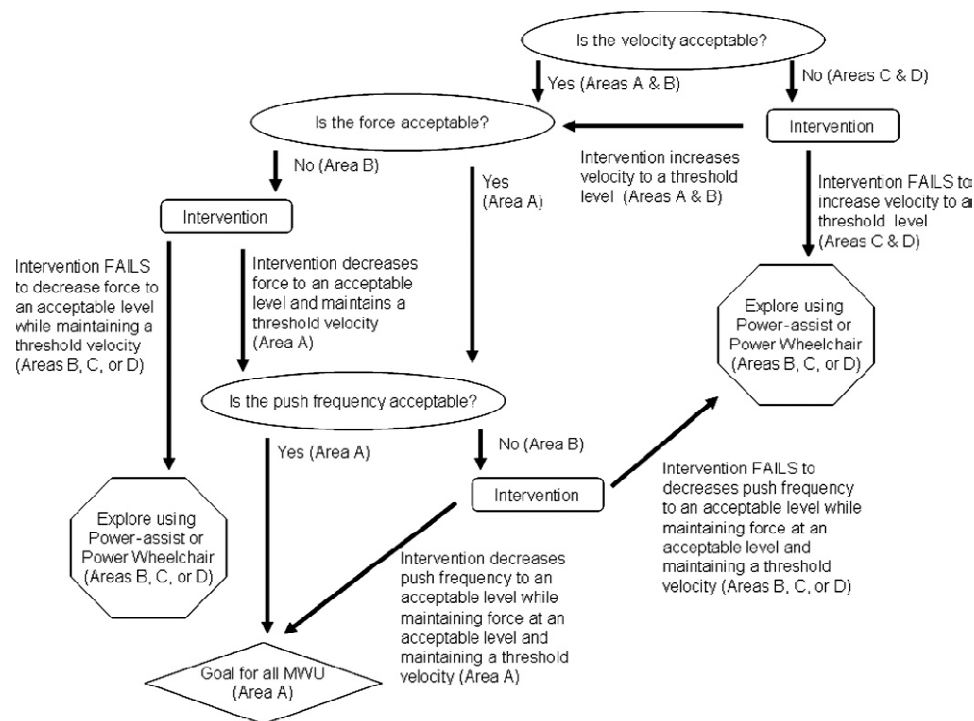 Is the velocity acceptable?
Yes (Areas A & B)
No (Areas C & D)
Is the force acceptable?
Intervention
No (Area B)
Yes
(Area A)
Intervention increases
velocity to a threshold
level (Areas A & B)
Intervention FAILS to
increase velocity to an
threshold level
(Areas C & D)
Intervention
Intervention FAILS
to decrease force to
an acceptable level
while maintaining a
threshold velocity
(Areas B, C, or D)
Intervention decreases
force to an acceptable
level and maintains a
threshold velocity
(Area A)
Explore using
Power-assist or
Power Wheelchair
(Areas B, C, or D)
Is the push frequency acceptable?
Yes (Area A)
No (Area B)
Intervention
Intervention FAILS to
decreases push frequency
to an acceptable level while
maintaining force at an
acceptable level and
maintaining a threshold
velocity (Areas B, C, or D)
Explore using
Power-assist or
Power Wheelchair
(Areas B, C, or D)
Intervention decreases
push frequency to an
acceptable level while
maintaining force at an
acceptable level and
maintaining a threshold
velocity (Area A)
Goal for all MWU
(Area A)